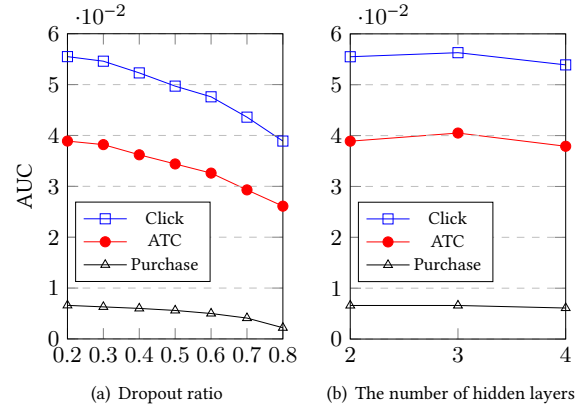 ·10⁻² ·10⁻²
6 6
5 5
4 4
3 3
2 2
1 1
0 0
AUC
Click Click
ATC ATC
Purchase Purchase
0.2 0.3 0.4 0.5 0.6 0.7 0.8 2 3 4
(a) Dropout ratio (b) The number of hidden layers